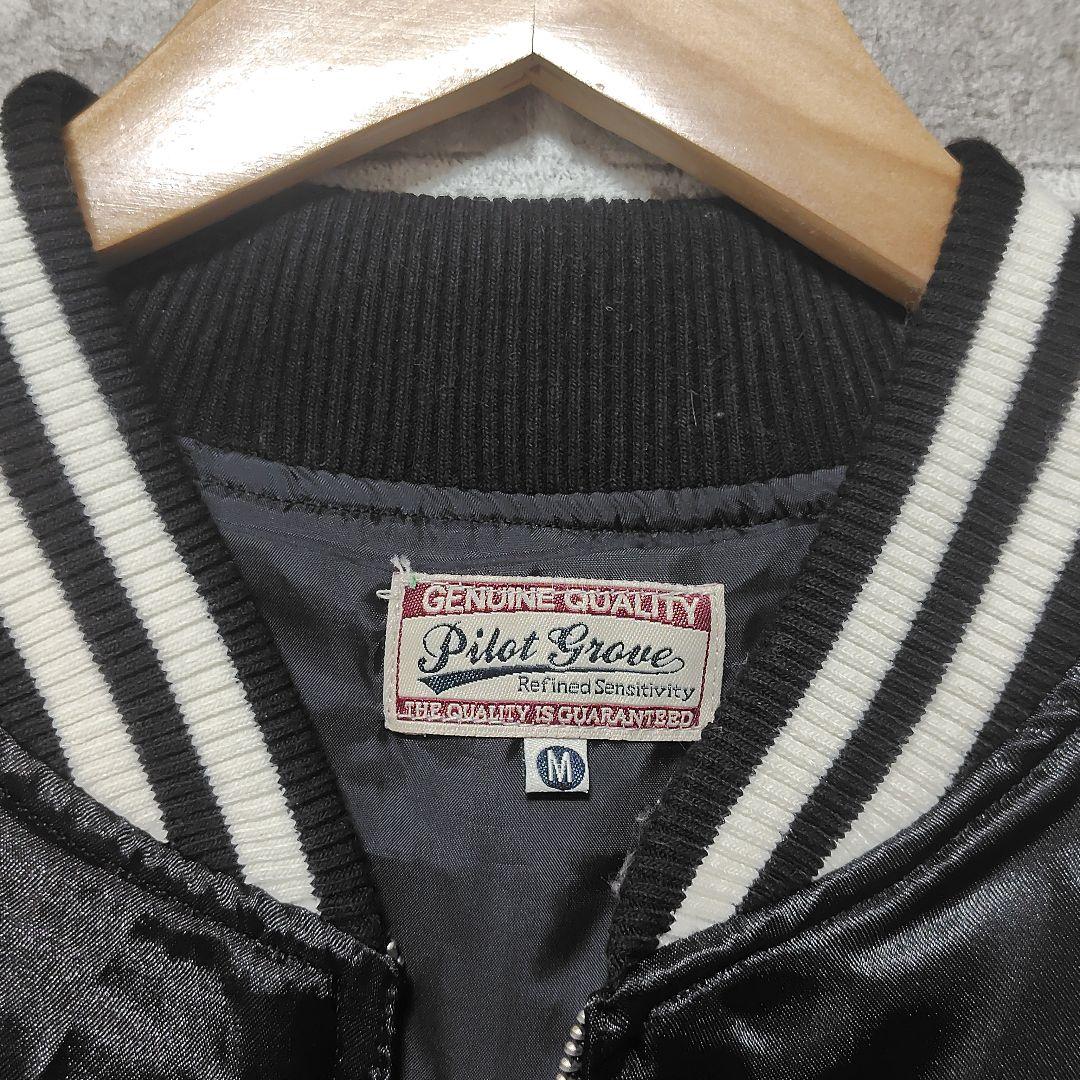 GENUINE QUALITY
Pilot Grove
Refined Sensitivity
THE QUALITY IS GUARANTEED
M